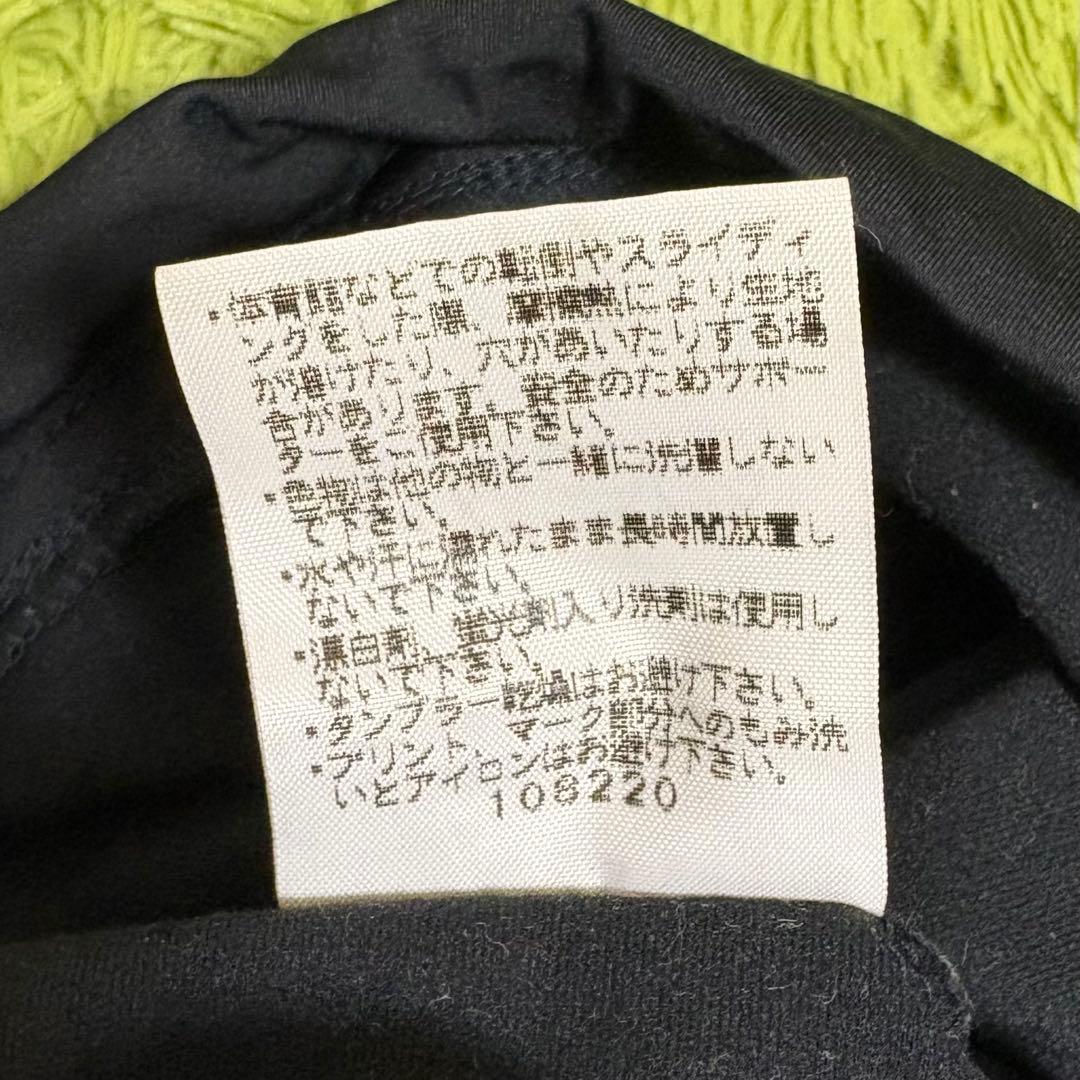 ・体育館などでの転倒やスライディ
ングをした際、摩擦熱により生地
が溶けたり、穴があいたりする場
合があります。安全のためサポー
ターをご使用下さい。
・色物は他の物と一緒に洗濯しない
で下さい。
・水や汗に濡れたまま長時間放置し
ないで下さい。
・漂白剤、蛍光剤入り洗剤は使用し
ないで下さい。
・タンブラー乾燥はお避け下さい。
・プリント、マーク部分へのもみ洗
いとアイロンはお避け下さい。
108220